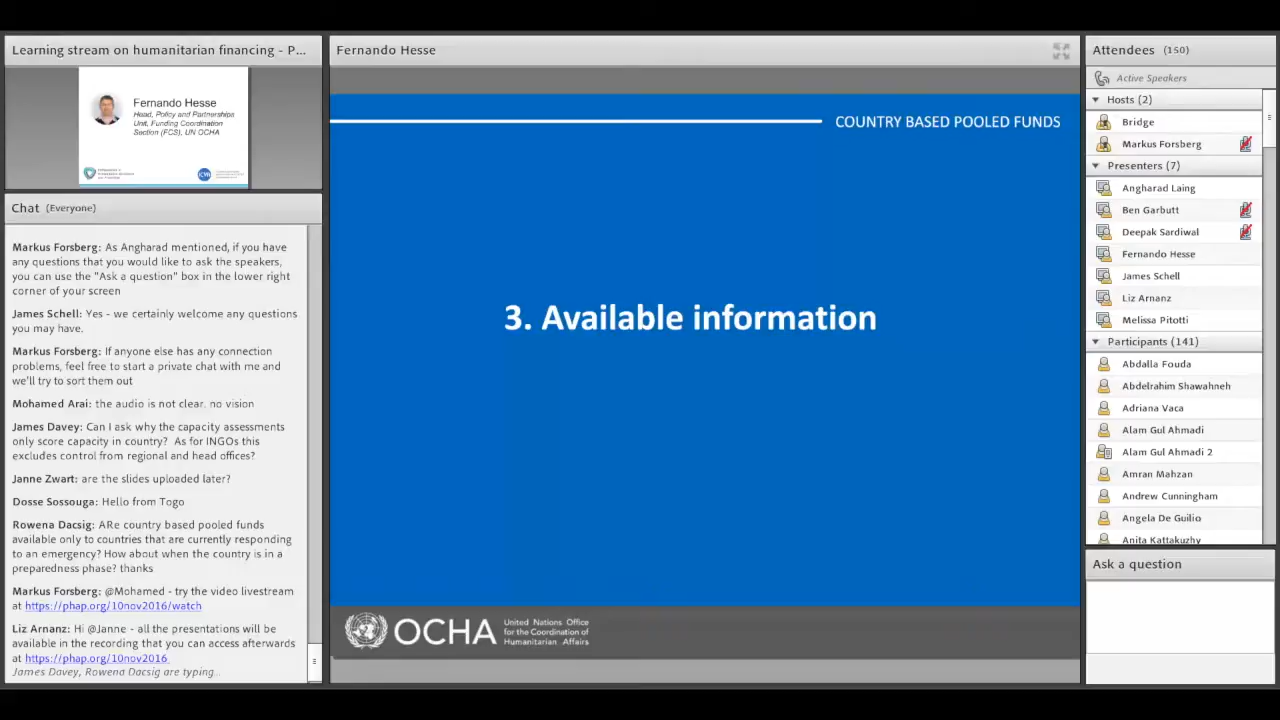 Learning stream on humanitarian financing - P...
Fernando Hesse
Head, Policy and Partnerships
Unit, Funding Coordination
Section (FCS), UN OCHA
Chat (Everyone)
Markus Forsberg: As Angharad mentioned, if you have
any questions that you would like to ask the speakers,
you can use the "Ask a question" box in the lower right
corner of your screen
James Schell: Yes - we certainly welcome any questions
you may have.
Markus Forsberg: If anyone else has any connection
problems, feel free to start a private chat with me and
we'll try to sort them out
Mohamed Arai: the audio is not clear. no vision
James Davey: Can I ask why the capacity assessments
only score capacity in country? As for INGOs this
excludes control from regional and head offices?
Janne Zwart: are the slides uploaded later?
Dosse Sossouga: Hello from Togo
Rowena Dacsig: ARe country based pooled funds
available only to countries that are currently responding
to an emergency? How about when the country is in a
preparedness phase? thanks
Markus Forsberg: @Mohamed - try the video livestream
at https://phap.org/10nov2016/watch
Liz Arnanz: Hi @Janne - all the presentations will be
available in the recording that you can access afterwards
at https://phap.org/10nov2016.
James Davey, Rowena Dacsig are typing...
Fernando Hesse
COUNTRY BASED POOLED FUNDS
3. Available information
OCHA
United Nations Office
for the Coordination of
Humanitarian Affairs
Attendees (150)
Active Speakers
Hosts (2)
Bridge
Markus Forsberg
Presenters (7)
Angharad Laing
Ben Garbutt
Deepak Sardiwal
Fernando Hesse
James Schell
Liz Arnanz
Melissa Pitotti
Participants (141)
Abdalla Fouda
Abdelrahim Shawahneh
Adriana Vaca
Alam Gul Ahmadi
Alam Gul Ahmadi 2
Amran Mahzan
Andrew Cunningham
Angela De Guilio
Anita Kattakuzhy
Ask a question